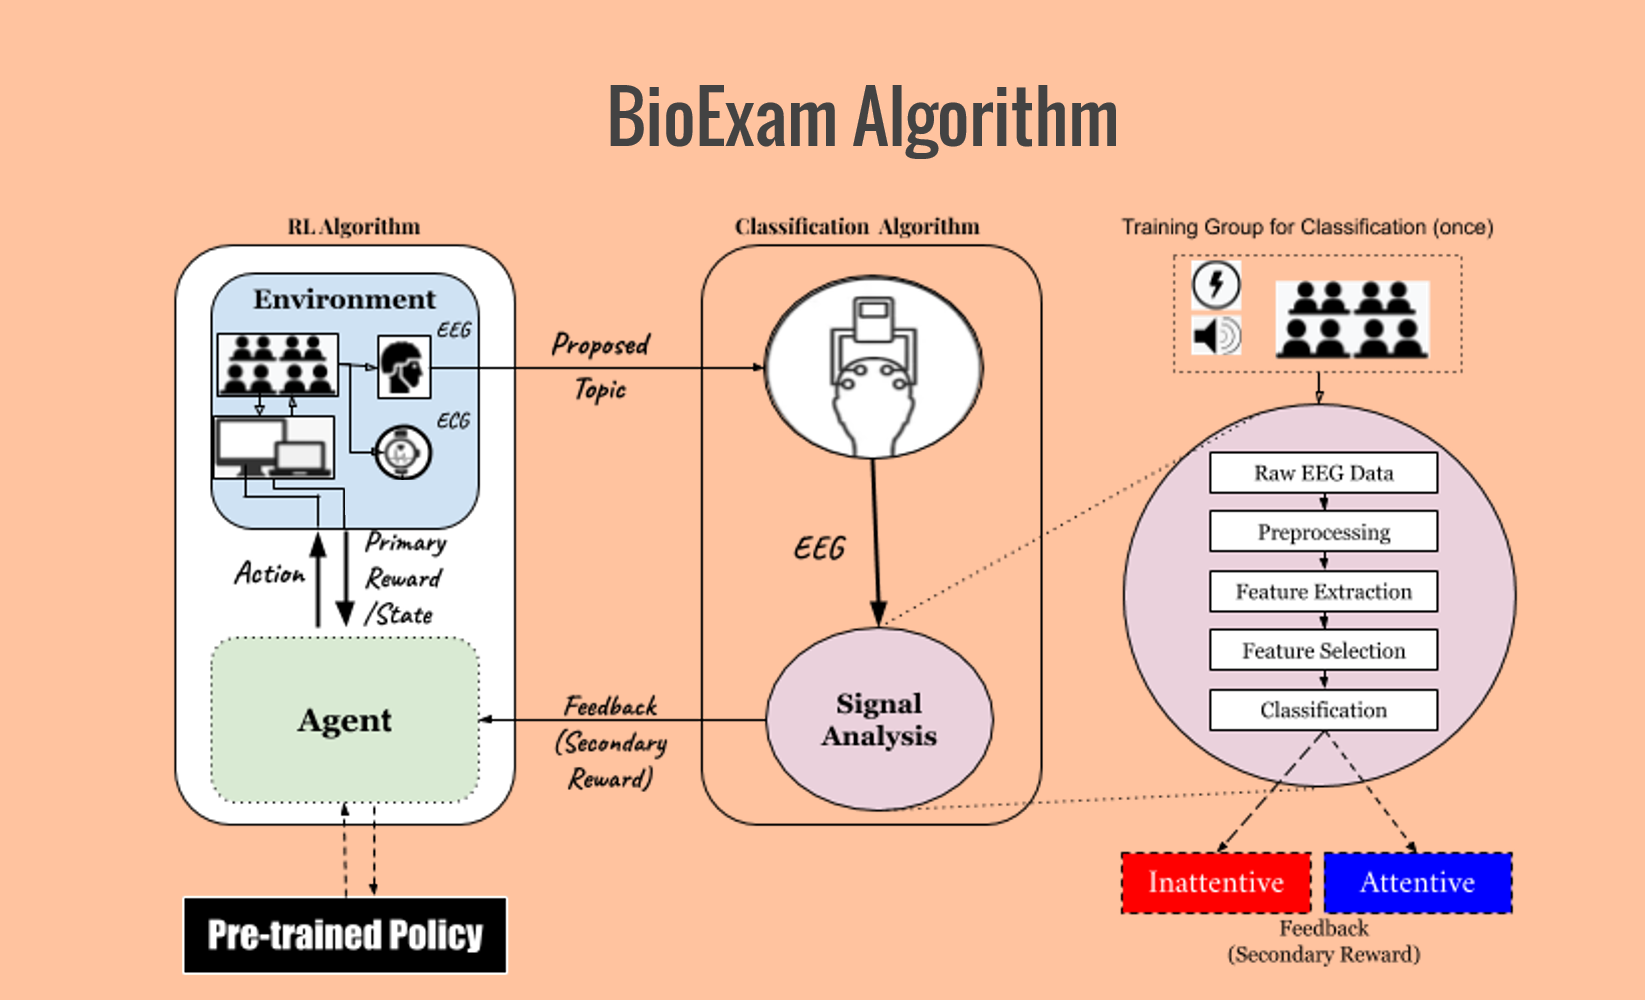 BioExam Algorithm
RL Algorithm
Environment
EEG
ECG
Action
Primary
Reward
/State
Agent
Pre-trained Policy
Proposed
Topic
Feedback
(Secondary
Reward)
Classification Algorithm
EEG
Signal
Analysis
Training Group for Classification (once)
Raw EEG Data
Preprocessing
Feature Extraction
Feature Selection
Classification
Inattentive
Attentive
Feedback
(Secondary Reward)